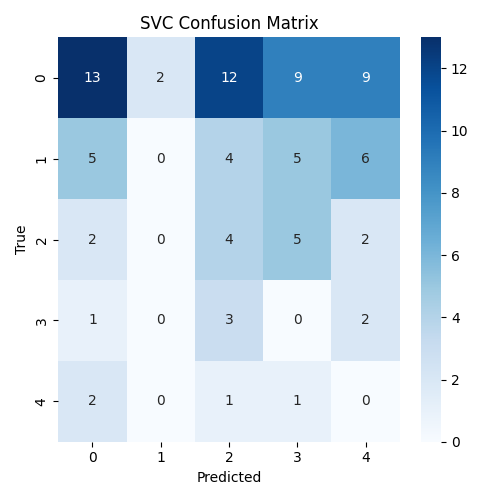 SVC Confusion Matrix
0 13 2 12 9 9
1 5 0 4 5 6
2 2 0 4 5 2
3 1 0 3 0 2
4 2 0 1 1 0
0 1 2 3 4
Predicted
True
12
10
8
6
4
2
0